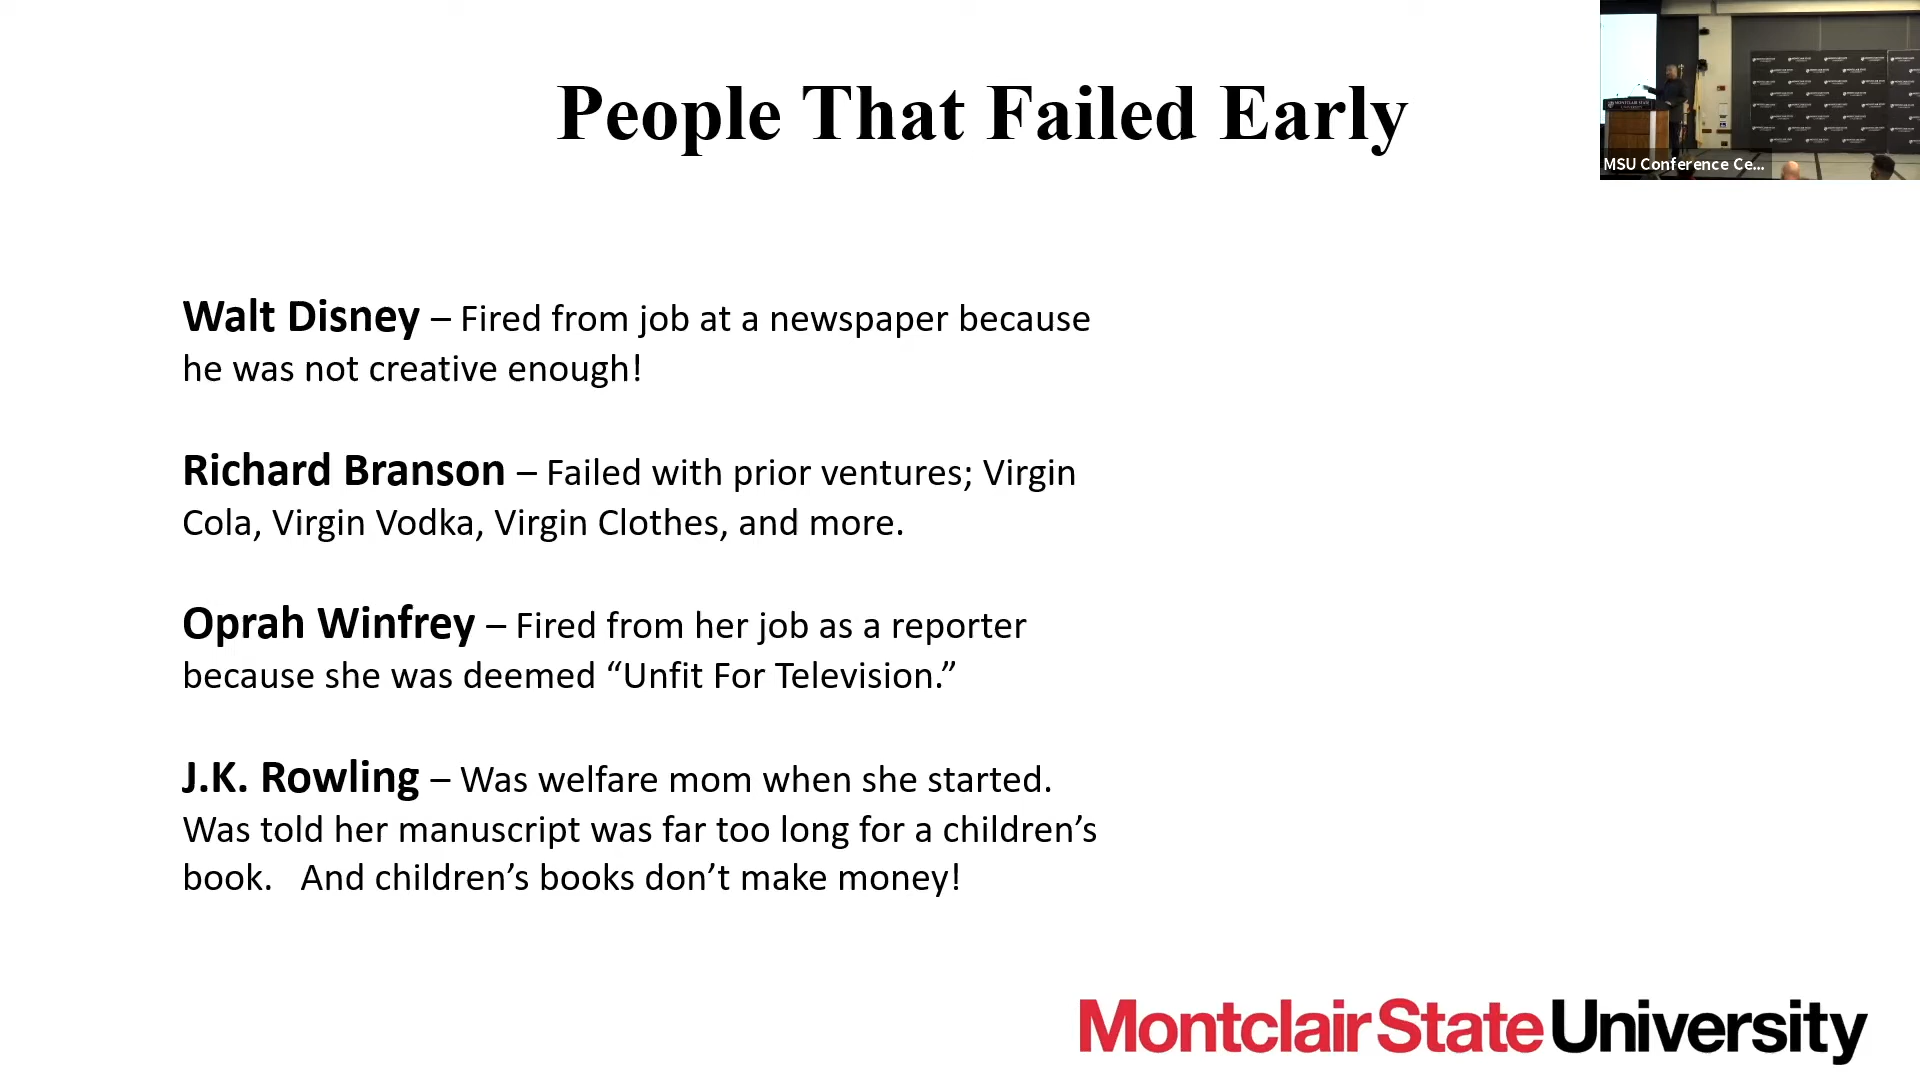 People That Failed Early
MSU Conference Ce...
Walt Disney – Fired from job at a newspaper because
he was not creative enough!
Richard Branson – Failed with prior ventures; Virgin
Cola, Virgin Vodka, Virgin Clothes, and more.
Oprah Winfrey – Fired from her job as a reporter
because she was deemed “Unfit For Television.”
J.K. Rowling – Was welfare mom when she started.
Was told her manuscript was far too long for a children’s
book.   And children’s books don’t make money!
Montclair State University